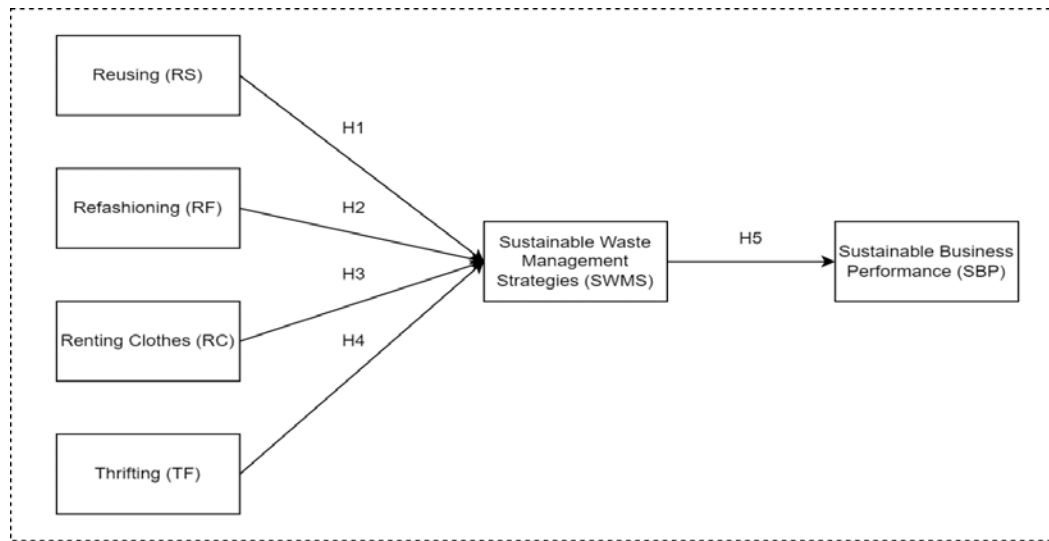 Reusing (RS)
H1
Refashioning (RF)
H2
Sustainable Waste
Management
Strategies (SWMS)
H5
Sustainable Business
Performance (SBP)
H3
Renting Clothes (RC)
H4
Thrifting (TF)